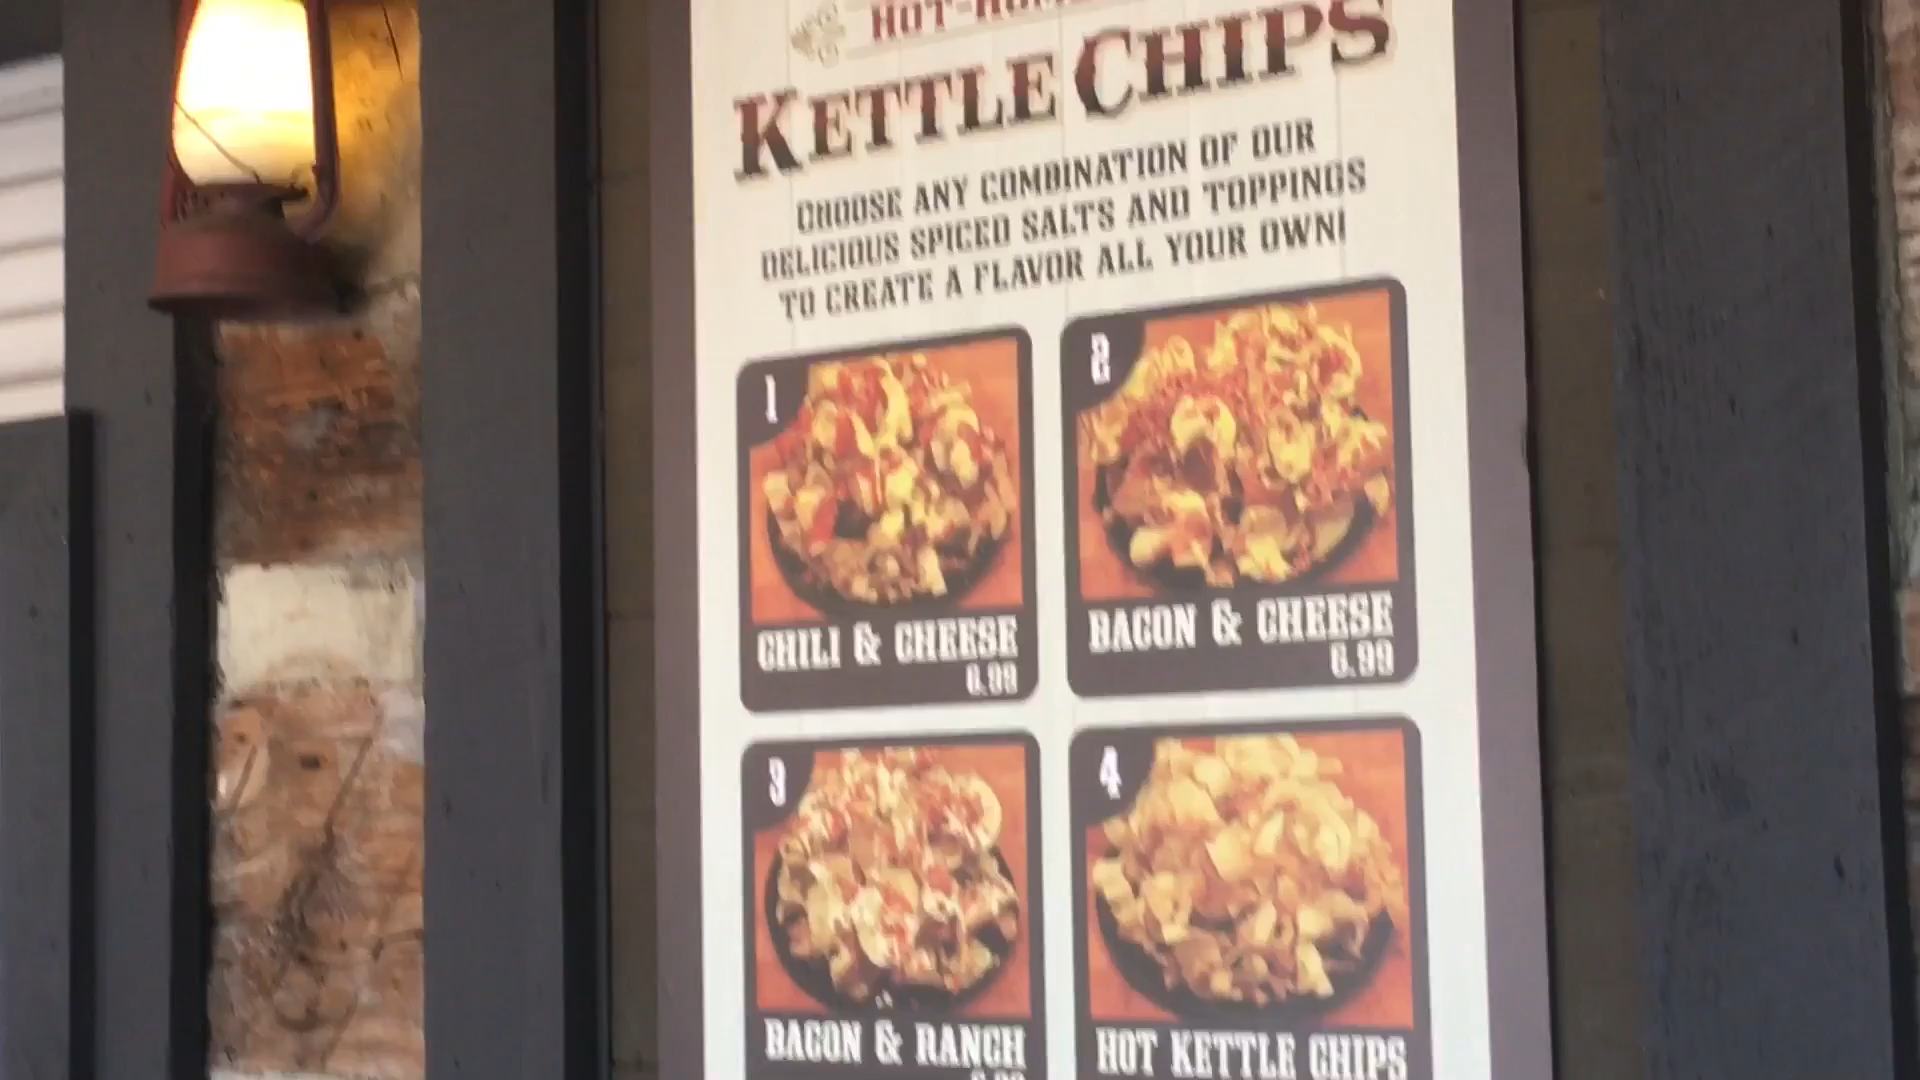 KETTLE CHIPS
CHOOSE ANY COMBINATION OF OUR
DELICIOUS SPICED SALTS AND TOPPINGS
TO CREATE A FLAVOR ALL YOUR OWN!
1
CHILI & CHEESE
6.99
2
BACON & CHEESE
6.99
3
BACON & RANCH
4
HOT KETTLE CHIPS